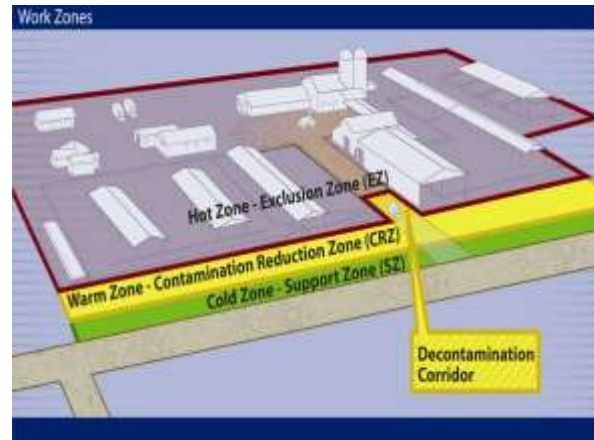 Work Zones
Hot Zone - Exclusion Zone (EZ)
Warm Zone - Contamination Reduction Zone (CRZ)
Cold Zone - Support Zone (SZ)
Decontamination
Corridor